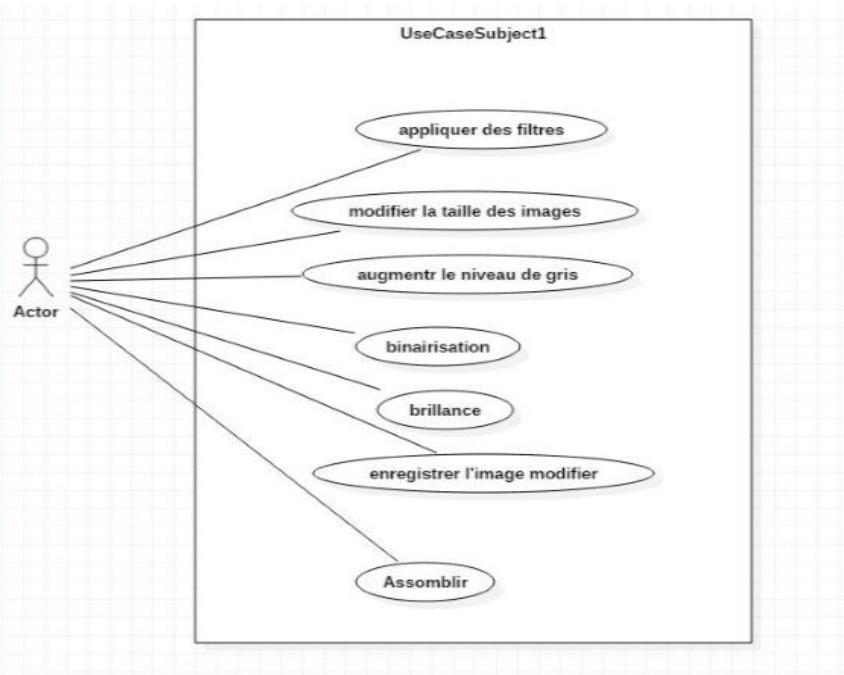 UseCaseSubject1
appliquer des filtres
modifier la taille des images
augmentr le niveau de gris
Actor
binairisation
brillance
enregistrer l'image modifier
Assomblir